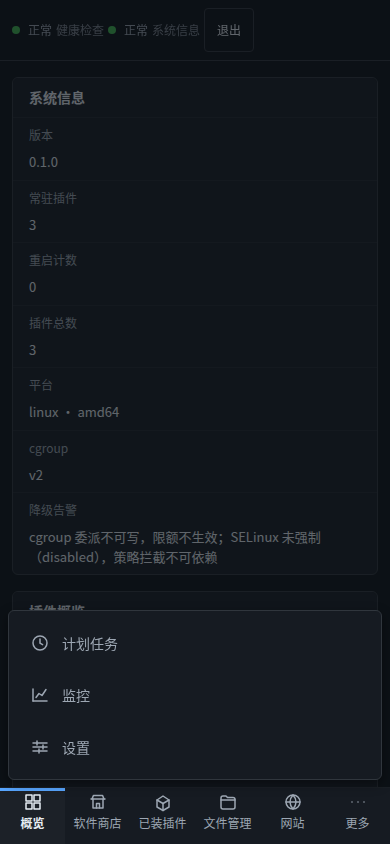 正常 健康检查 正常 系统信息 退出
系统信息
版本
0.1.0
常驻插件
3
重启计数
0
插件总数
3
平台
linux · amd64
cgroup
v2
降级告警
cgroup 委派不可写，限额不生效；SELinux 未强制
（disabled），策略拦截不可依赖
插件概览
计划任务
监控
设置
概览 软件商店 已装插件 文件管理 网站 更多